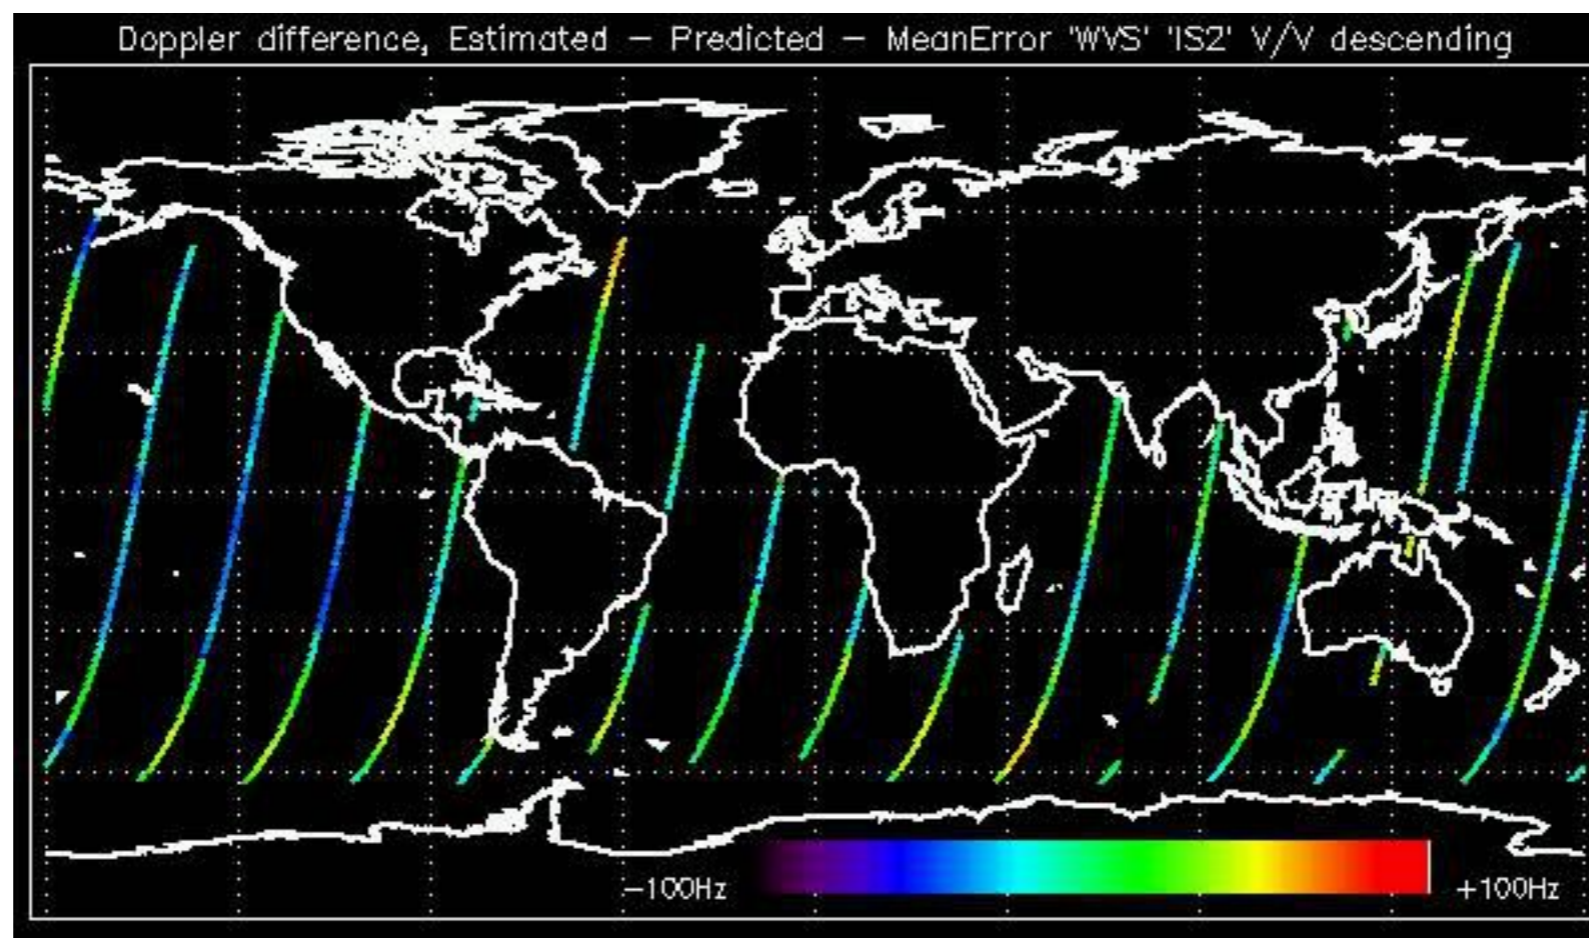 Doppler difference, Estimated - Predicted - MeanError 'WVS' 'IS2' V/V descending
-100Hz +100Hz